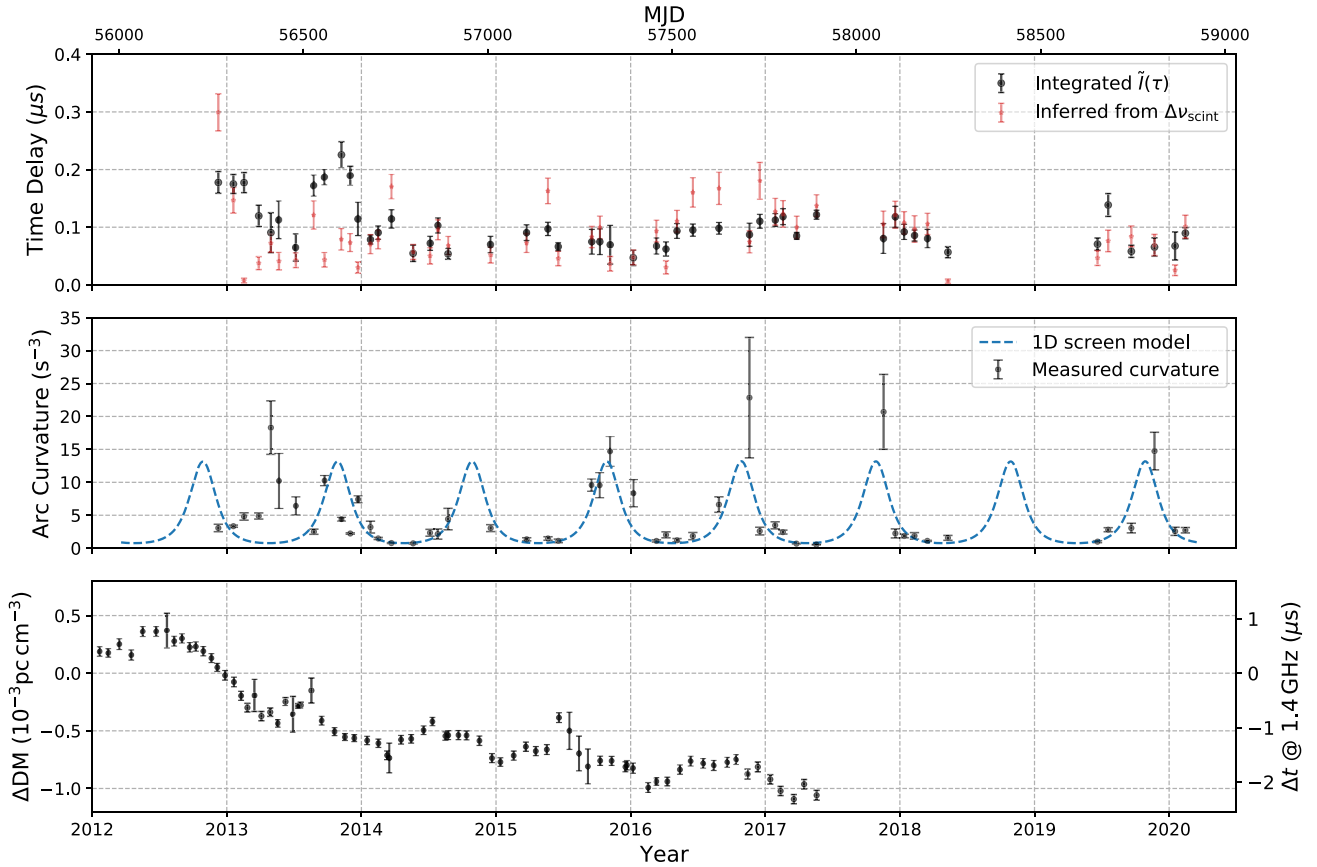 MJD
56000 56500 57000 57500 58000 58500 59000
Time Delay (μs)
0.4
0.3
0.2
0.1
0.0
Integrated Ĩ(τ)
Inferred from Δν_scint
Arc Curvature (s⁻³)
35
30
25
20
15
10
5
0
1D screen model
Measured curvature
ΔDM (10⁻³pc cm⁻³)
0.5
0.0
−0.5
−1.0
1
0
−1
−2
Δt @ 1.4 GHz (μs)
2012 2013 2014 2015 2016 2017 2018 2019 2020
Year